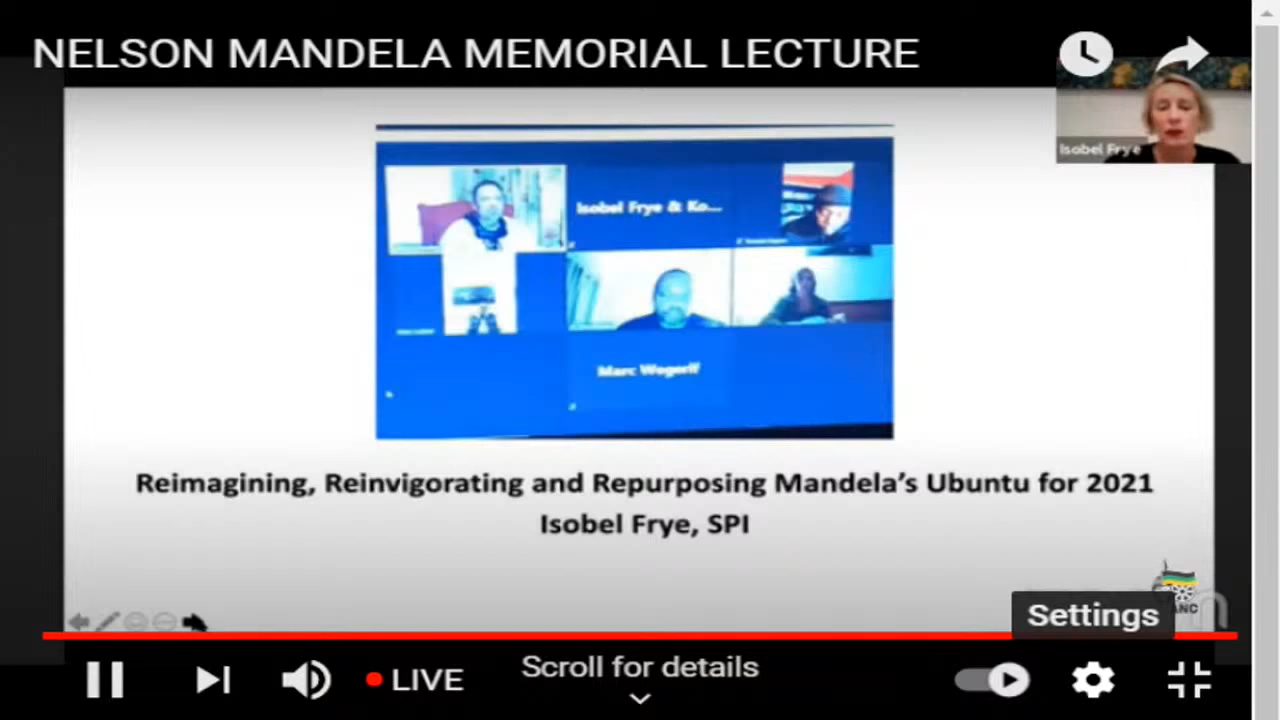 NELSON MANDELA MEMORIAL LECTURE
Isobel Frye
Isobel Frye & Ko...
Marc Wegerif
Reimagining, Reinvigorating and Repurposing Mandela's Ubuntu for 2021
Isobel Frye, SPI
ANC
Settings
LIVE
Scroll for details